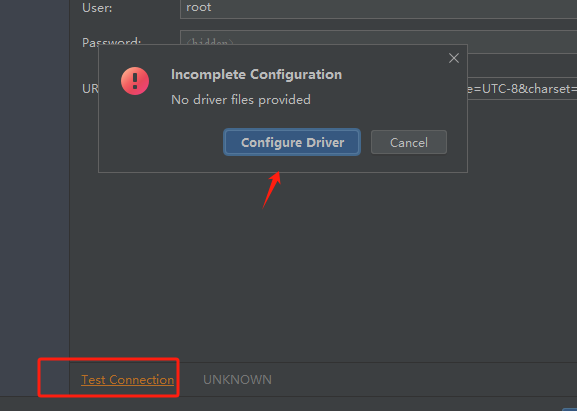 User:
root
Password:
<hidden>
Incomplete Configuration
No driver files provided
UR
e=UTC-8&charset=
Configure Driver
Cancel
Test Connection
UNKNOWN